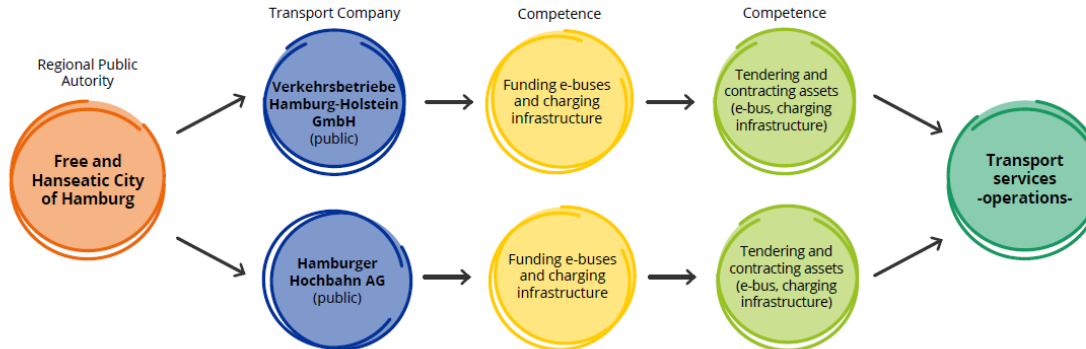 Regional Public
Autority
Free and
Hanseatic City
of Hamburg
Transport Company
Verkehrsbetriebe
Hamburg-Holstein
GmbH
(public)
Competence
Funding e-buses
and charging
infrastructure
Competence
Tendering and
contracting assets
(e-bus, charging
infrastructure)
Hamburger
Hochbahn AG
(public)
Funding e-buses
and charging
infrastructure
Tendering and
contracting assets
(e-bus, charging
infrastructure)
Transport
services
-operations-